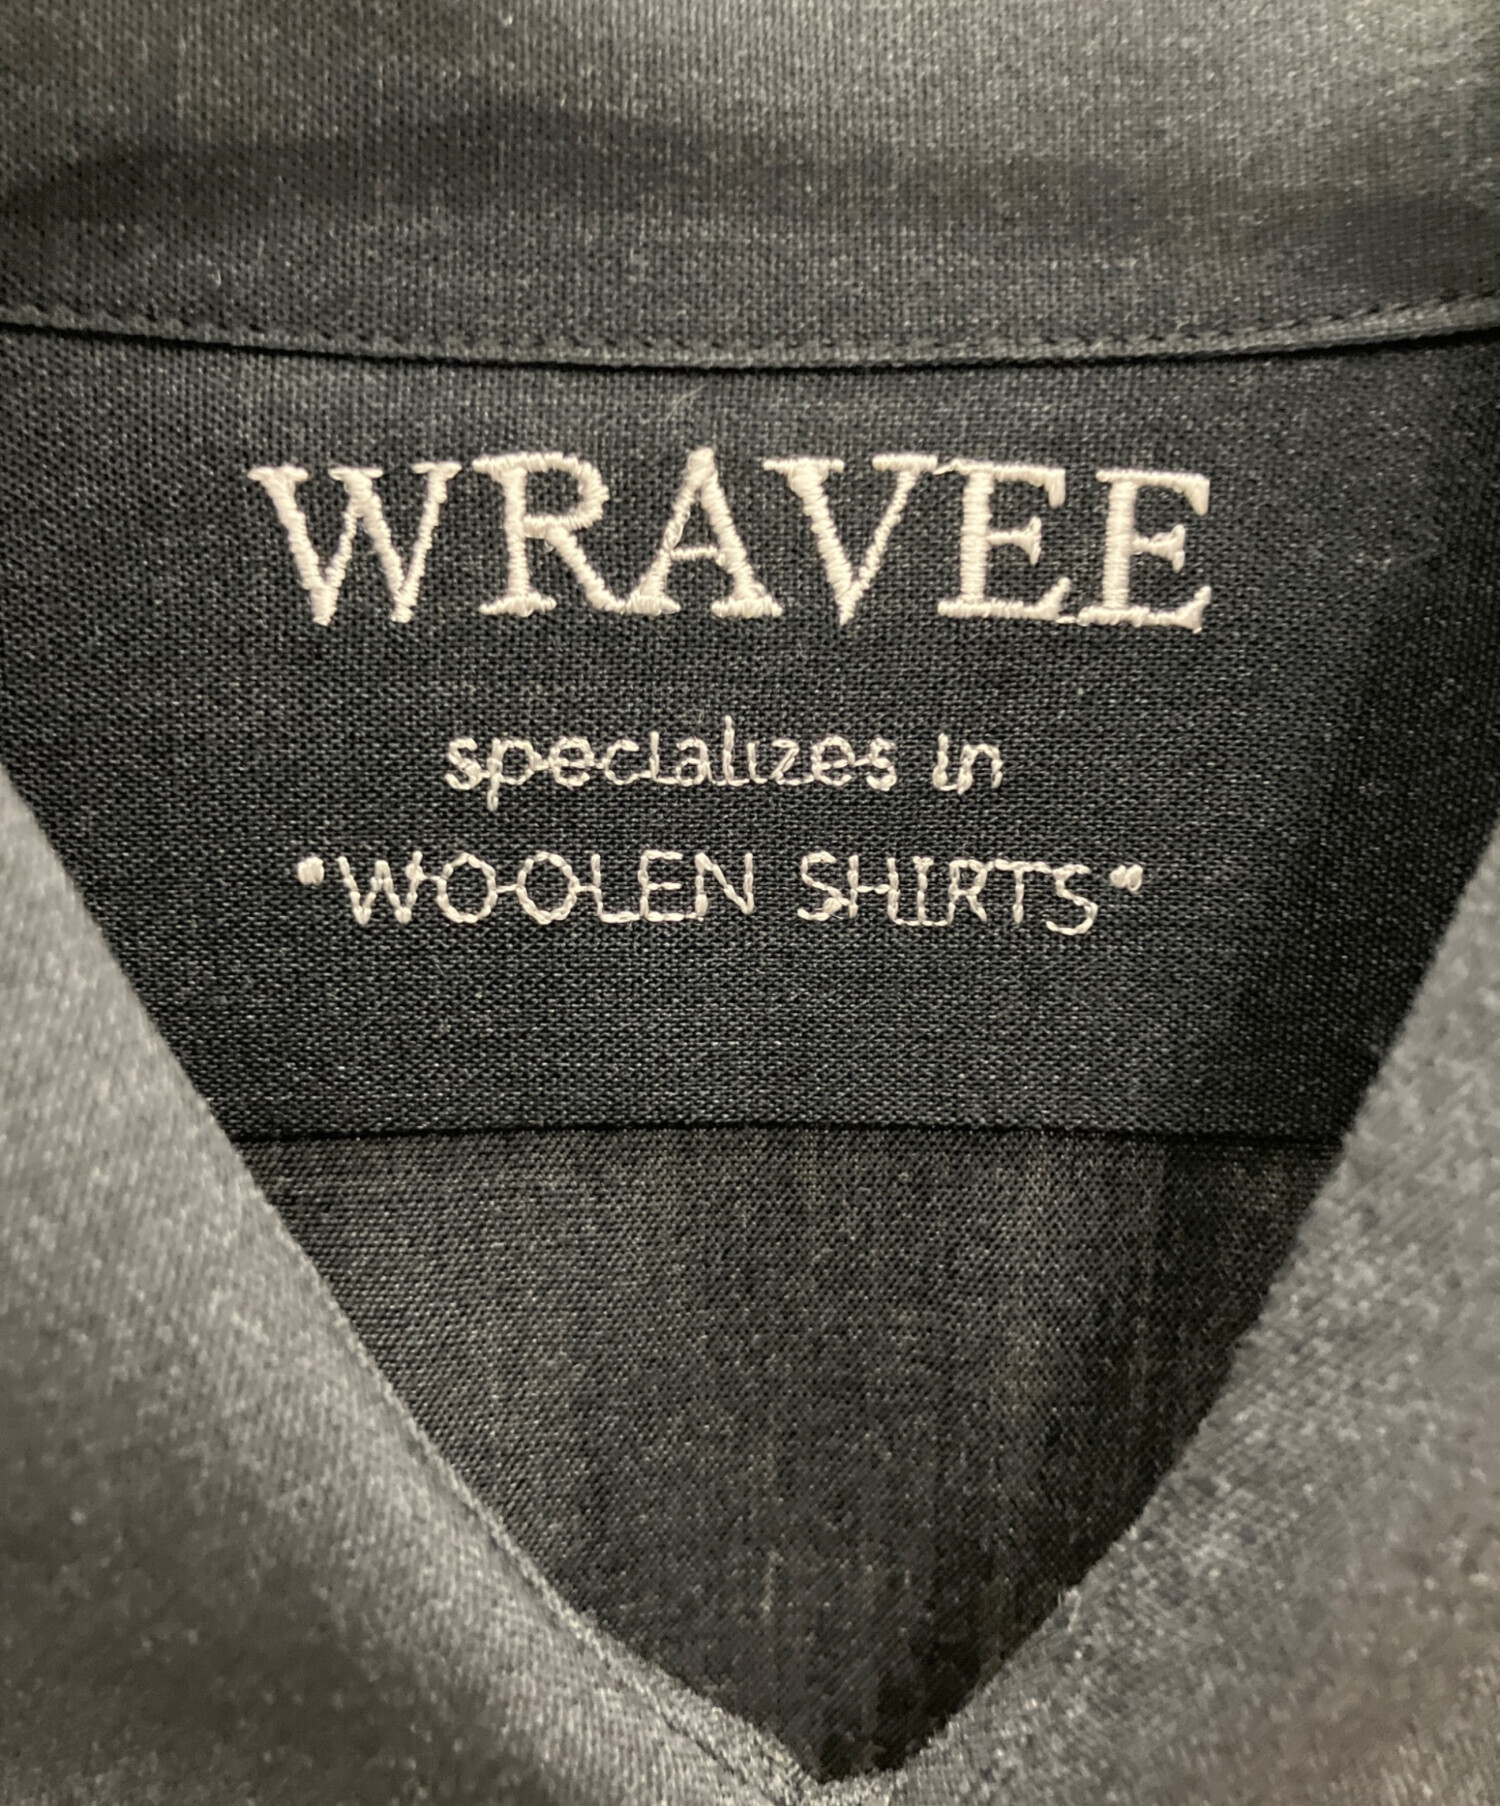 WRAVEE
specializes in
"WOOLEN SHIRTS"